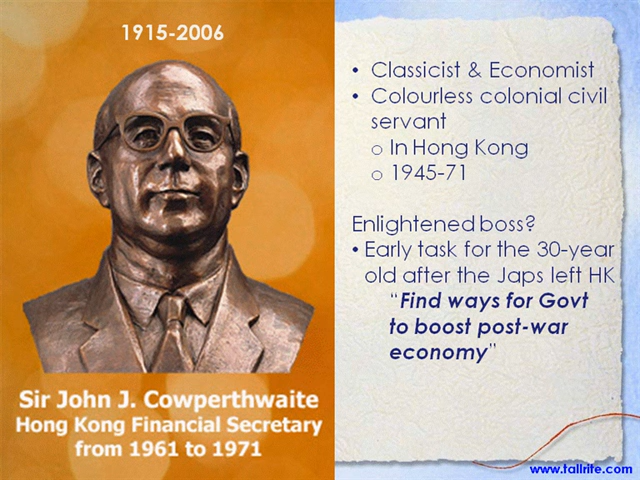 1915-2006
Sir John J. Cowperthwaite
Hong Kong Financial Secretary
from 1961 to 1971
• Classicist & Economist
• Colourless colonial civil
servant
o In Hong Kong
o 1945-71
Enlightened boss?
• Early task for the 30-year
old after the Japs left HK
"Find ways for Govt
to boost post-war
economy"
www.tallrite.com